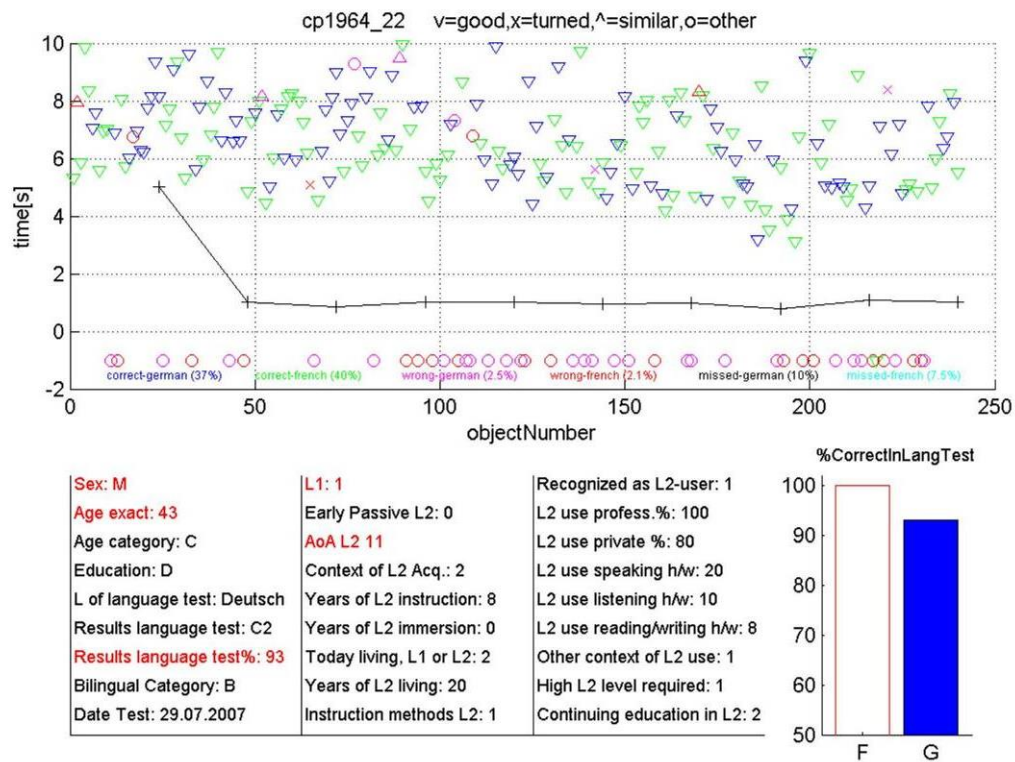 cp1964_22 v=good,x=turned,^=similar,o=other
10
8
6
4
2
0
-2
time[s]
correct-german (37%) correct-french (40%) wrong-german (2.5%) wrong-french (2.1%) missed-german (10%) missed-french (7.5%)
0 50 100 150 200 250
objectNumber
Sex: M
Age exact: 43
Age category: C
Education: D
L of language test: Deutsch
Results language test: C2
Results language test%: 93
Bilingual Category: B
Date Test: 29.07.2007
L1: 1
Early Passive L2: 0
AoA L2 11
Context of L2 Acq.: 2
Years of L2 instruction: 8
Years of L2 immersion: 0
Today living, L1 or L2: 2
Years of L2 living: 20
Instruction methods L2: 1
Recognized as L2-user: 1
L2 use profess.%: 100
L2 use private %: 80
L2 use speaking h/w: 20
L2 use listening h/w: 10
L2 use reading/writing h/w: 8
Other context of L2 use: 1
High L2 level required: 1
Continuing education in L2: 2
%CorrectInLangTest
100
90
80
70
60
50
F G